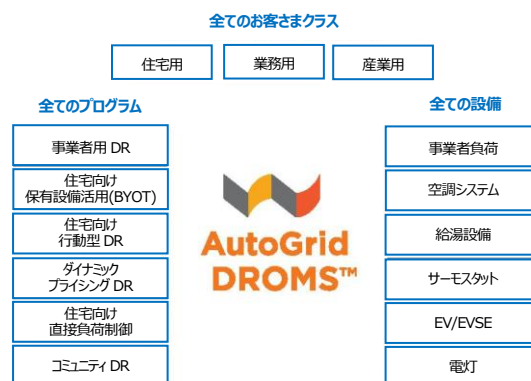 全てのお客さまクラス
住宅用
業務用
産業用
全てのプログラム
事業者用 DR
住宅向け
保有設備活用(BYOT)
住宅向け
行動型 DR
ダイナミック
プライシング DR
住宅向け
直接負荷制御
コミュニティ DR
AutoGrid
DROMS™
全ての設備
事業者負荷
空調システム
給湯設備
サーモスタット
EV/EVSE
電灯